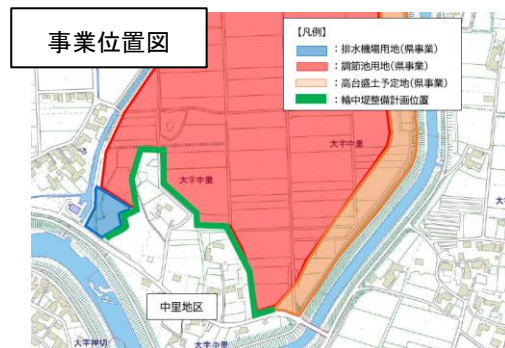 事業位置図
【凡例】
：排水機場用地(県事業)
：調節池用地(県事業)
：高台盛土予定地(県事業)
：輪中堤整備計画位置
大字中里
大字中里
中里地区
大字押切
大字中里
大字